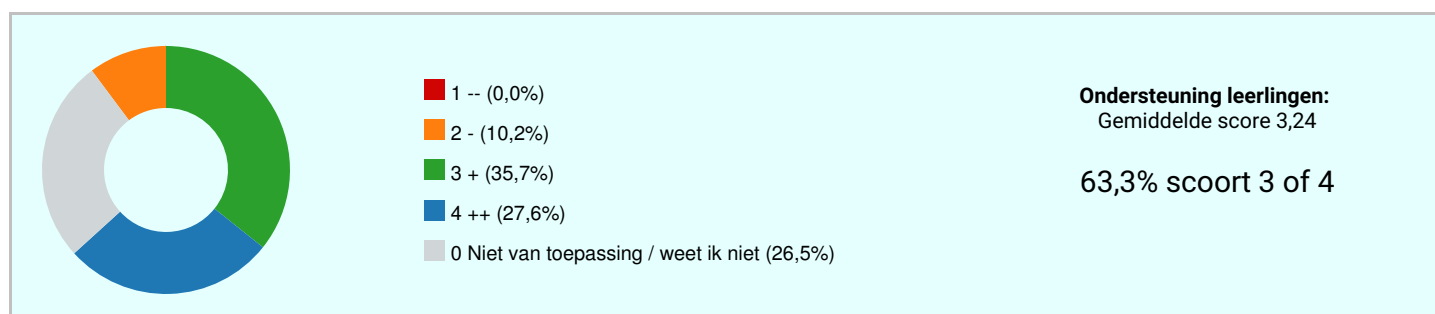 1 -- (0,0%)
2 - (10,2%)
3 + (35,7%)
4 ++ (27,6%)
0 Niet van toepassing / weet ik niet (26,5%)
Ondersteuning leerlingen:
Gemiddelde score 3,24
63,3% scoort 3 of 4